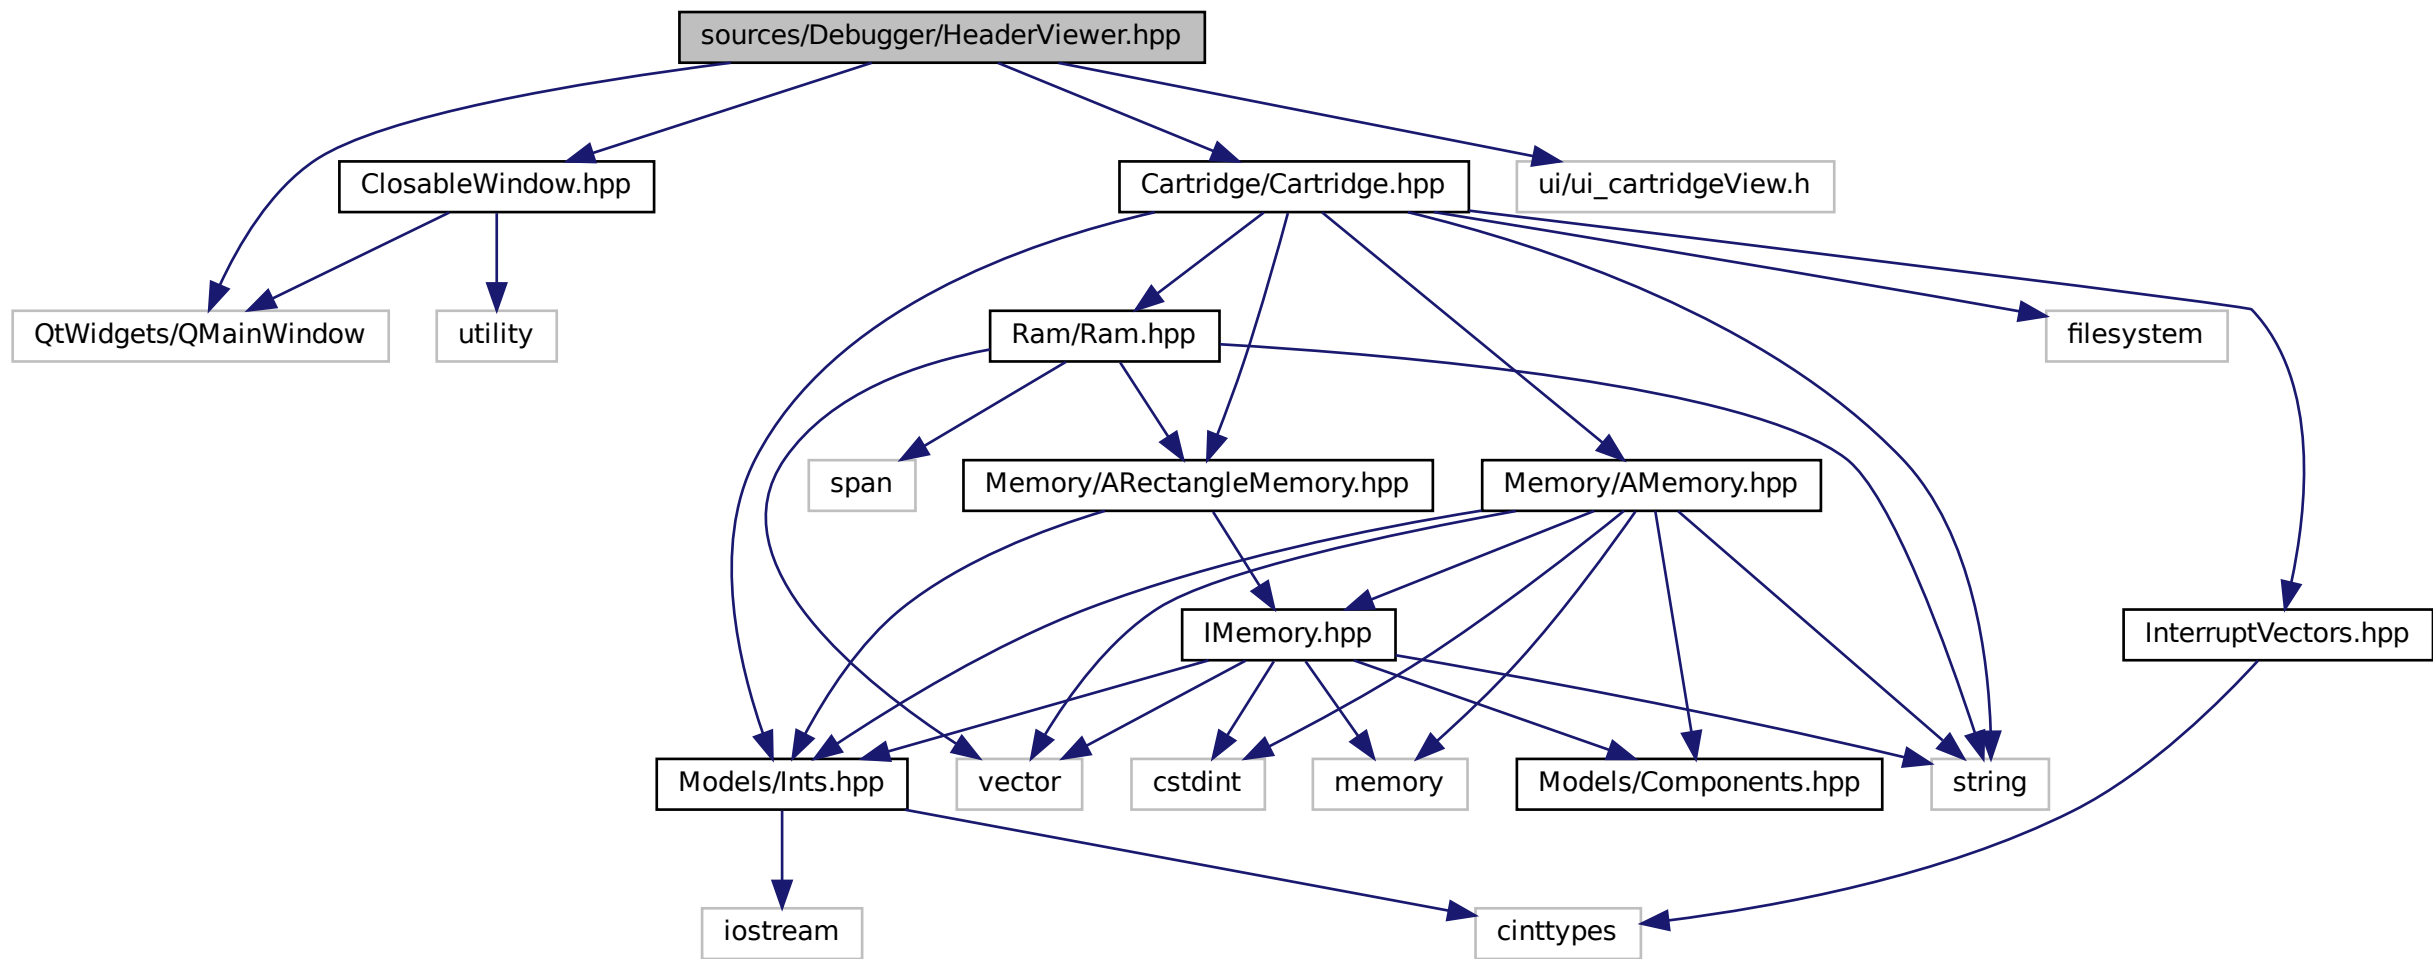 sources/Debugger/HeaderViewer.hpp
ClosableWindow.hpp
Cartridge/Cartridge.hpp
ui/ui_cartridgeView.h
QtWidgets/QMainWindow
utility
Ram/Ram.hpp
filesystem
span
Memory/ARectangleMemory.hpp
Memory/AMemory.hpp
IMemory.hpp
InterruptVectors.hpp
Models/Ints.hpp
vector
cstdint
memory
Models/Components.hpp
string
iostream
cinttypes